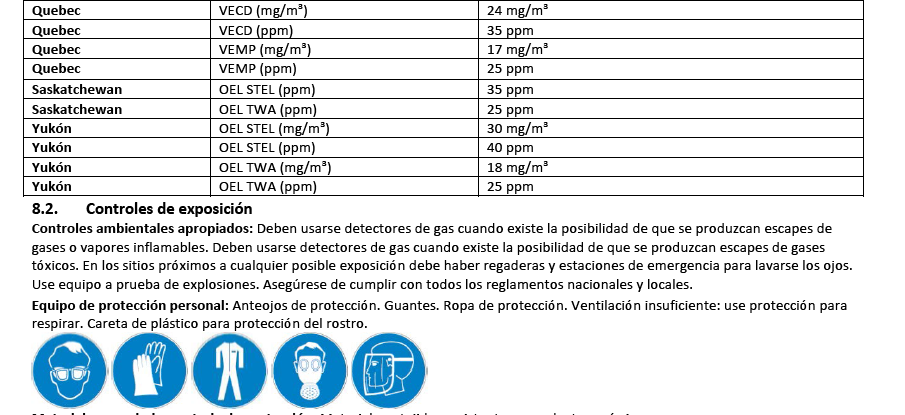 Quebec VECD (mg/m³) 24 mg/m³
Quebec VECD (ppm) 35 ppm
Quebec VEMP (mg/m³) 17 mg/m³
Quebec VEMP (ppm) 25 ppm
Saskatchewan OEL STEL (ppm) 35 ppm
Saskatchewan OEL TWA (ppm) 25 ppm
Yukón OEL STEL (mg/m³) 30 mg/m³
Yukón OEL STEL (ppm) 40 ppm
Yukón OEL TWA (mg/m³) 18 mg/m³
Yukón OEL TWA (ppm) 25 ppm
8.2. Controles de exposición
Controles ambientales apropiados: Deben usarse detectores de gas cuando existe la posibilidad de que se produzcan escapes de
gases o vapores inflamables. Deben usarse detectores de gas cuando existe la posibilidad de que se produzcan escapes de gases
tóxicos. En los sitios próximos a cualquier posible exposición debe haber regaderas y estaciones de emergencia para lavarse los ojos.
Use equipo a prueba de explosiones. Asegúrese de cumplir con todos los reglamentos nacionales y locales.
Equipo de protección personal: Anteojos de protección. Guantes. Ropa de protección. Ventilación insuficiente: use protección para
respirar. Careta de plástico para protección del rostro.